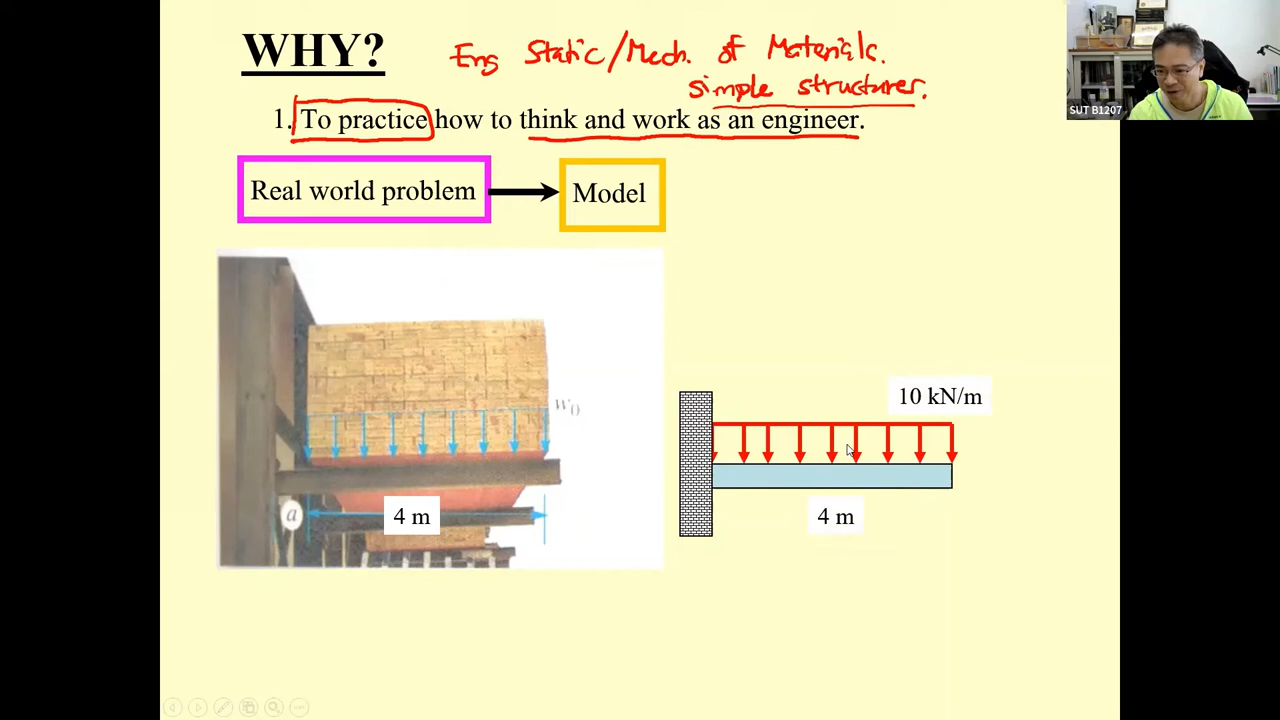 WHY?
Eng Static/Mech. of Materials.
simple structures.
1. To practice how to think and work as an engineer.
Real world problem
Model
w0
a
4 m
10 kN/m
4 m
SUT B1207